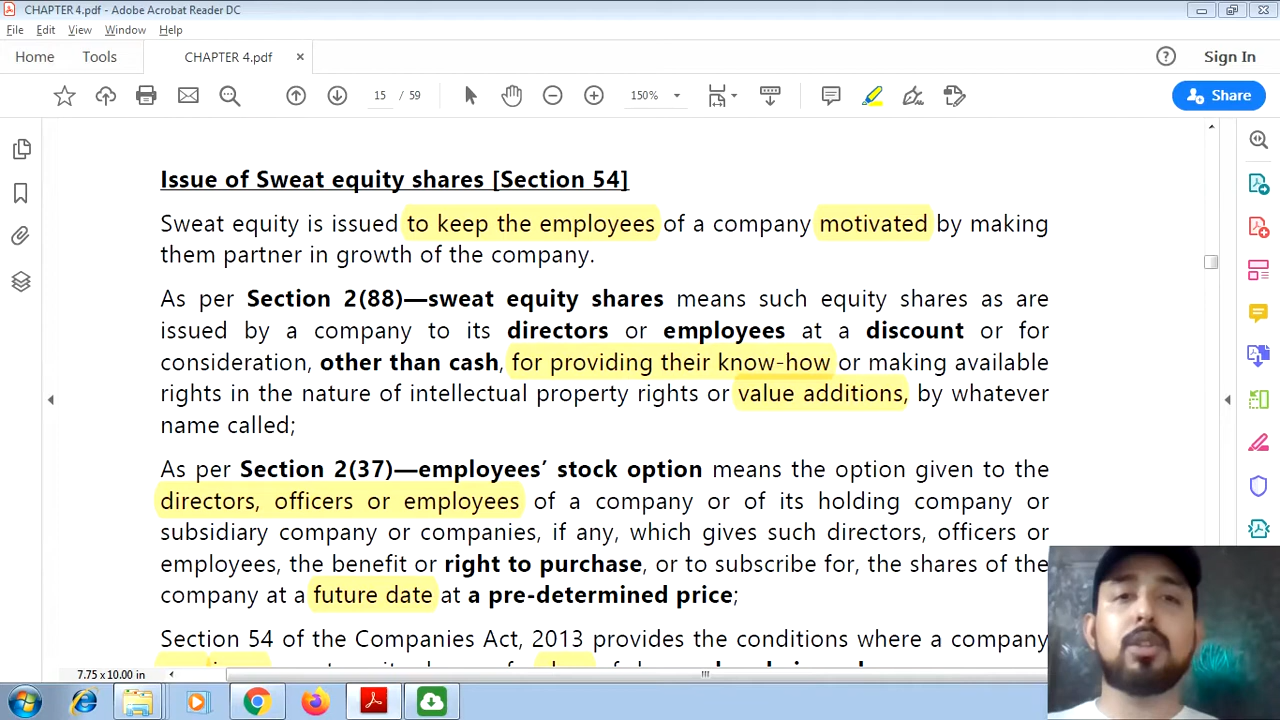 CHAPTER 4.pdf - Adobe Acrobat Reader DC
File Edit View Window Help
Home Tools CHAPTER 4.pdf ×
? Sign In
15 / 59 150%
Share
Issue of Sweat equity shares [Section 54]
Sweat equity is issued to keep the employees of a company motivated by making
them partner in growth of the company.
As per Section 2(88)—sweat equity shares means such equity shares as are
issued by a company to its directors or employees at a discount or for
consideration, other than cash, for providing their know-how or making available
rights in the nature of intellectual property rights or value additions, by whatever
name called;
As per Section 2(37)—employees’ stock option means the option given to the
directors, officers or employees of a company or of its holding company or
subsidiary company or companies, if any, which gives such directors, officers or
employees, the benefit or right to purchase, or to subscribe for, the shares of the
company at a future date at a pre-determined price;
Section 54 of the Companies Act, 2013 provides the conditions where a company
7.75 x 10.00 in